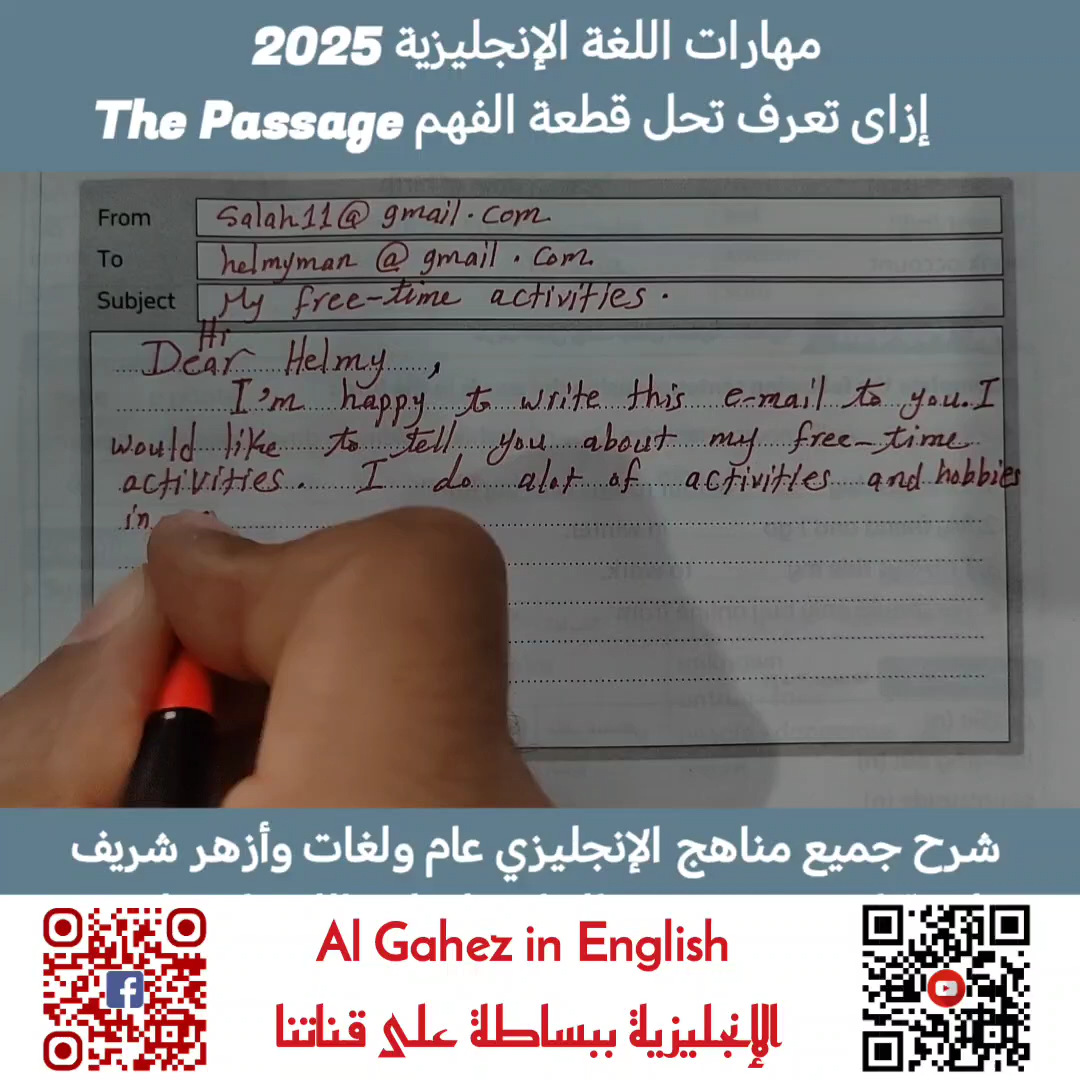 مهارات اللغة الإنجليزية 2025
إزاى تعرف تحل قطعة الفهم The Passage
From salah11@gmail.com
To helmyman@gmail.com
Subject My free-time activities.
Hi
Dear Helmy,
I'm happy to write this e-mail to you. I
would like to tell you about my free-time
activities. I do alot of activities and hobbies
in
شرح جميع مناهج الإنجليزي عام ولغات وأزهر شريف
Al Gahez in English
الإنجليزية ببساطة على قناتنا